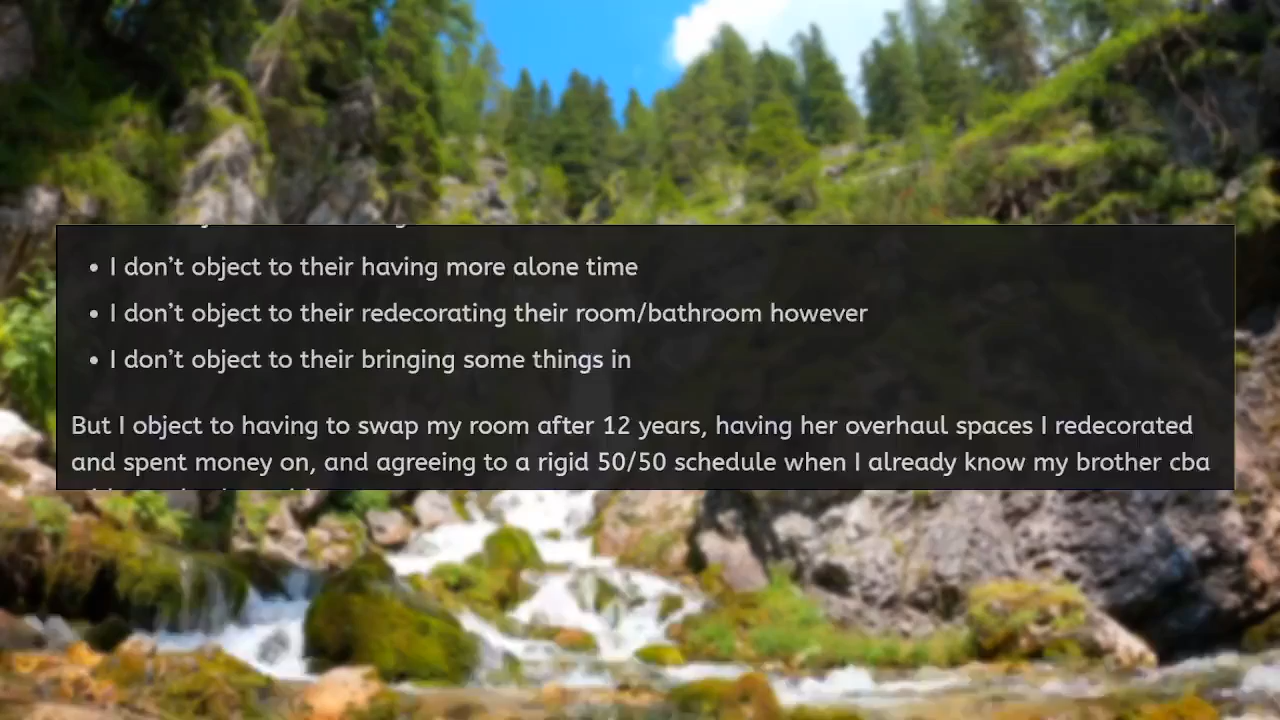 • I don't object to their having more alone time
• I don't object to their redecorating their room/bathroom however
• I don't object to their bringing some things in
But I object to having to swap my room after 12 years, having her overhaul spaces I redecorated
and spent money on, and agreeing to a rigid 50/50 schedule when I already know my brother cba